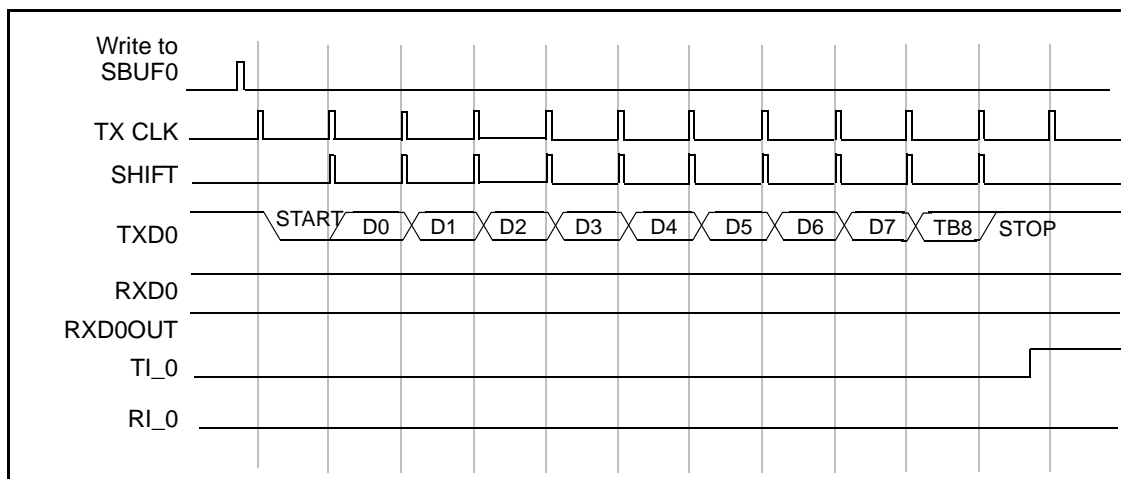 Write to
SBUF0
TX CLK
SHIFT
TXD0 START D0 D1 D2 D3 D4 D5 D6 D7 TB8 STOP
RXD0
RXD0OUT
TI_0
RI_0